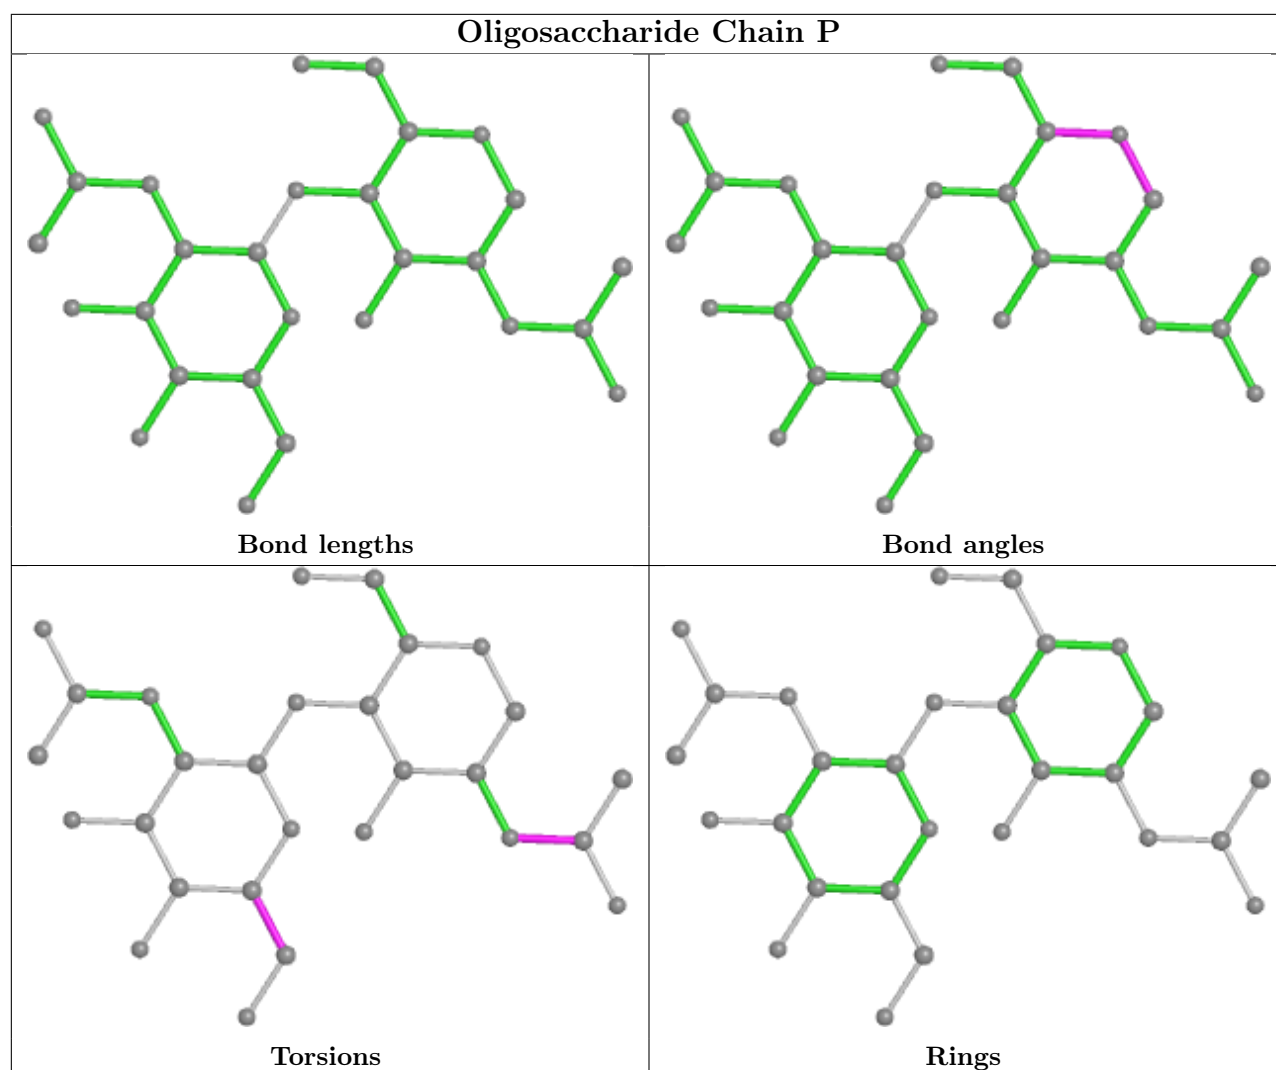 Oligosaccharide Chain P
Bond lengths
Bond angles
Torsions
Rings